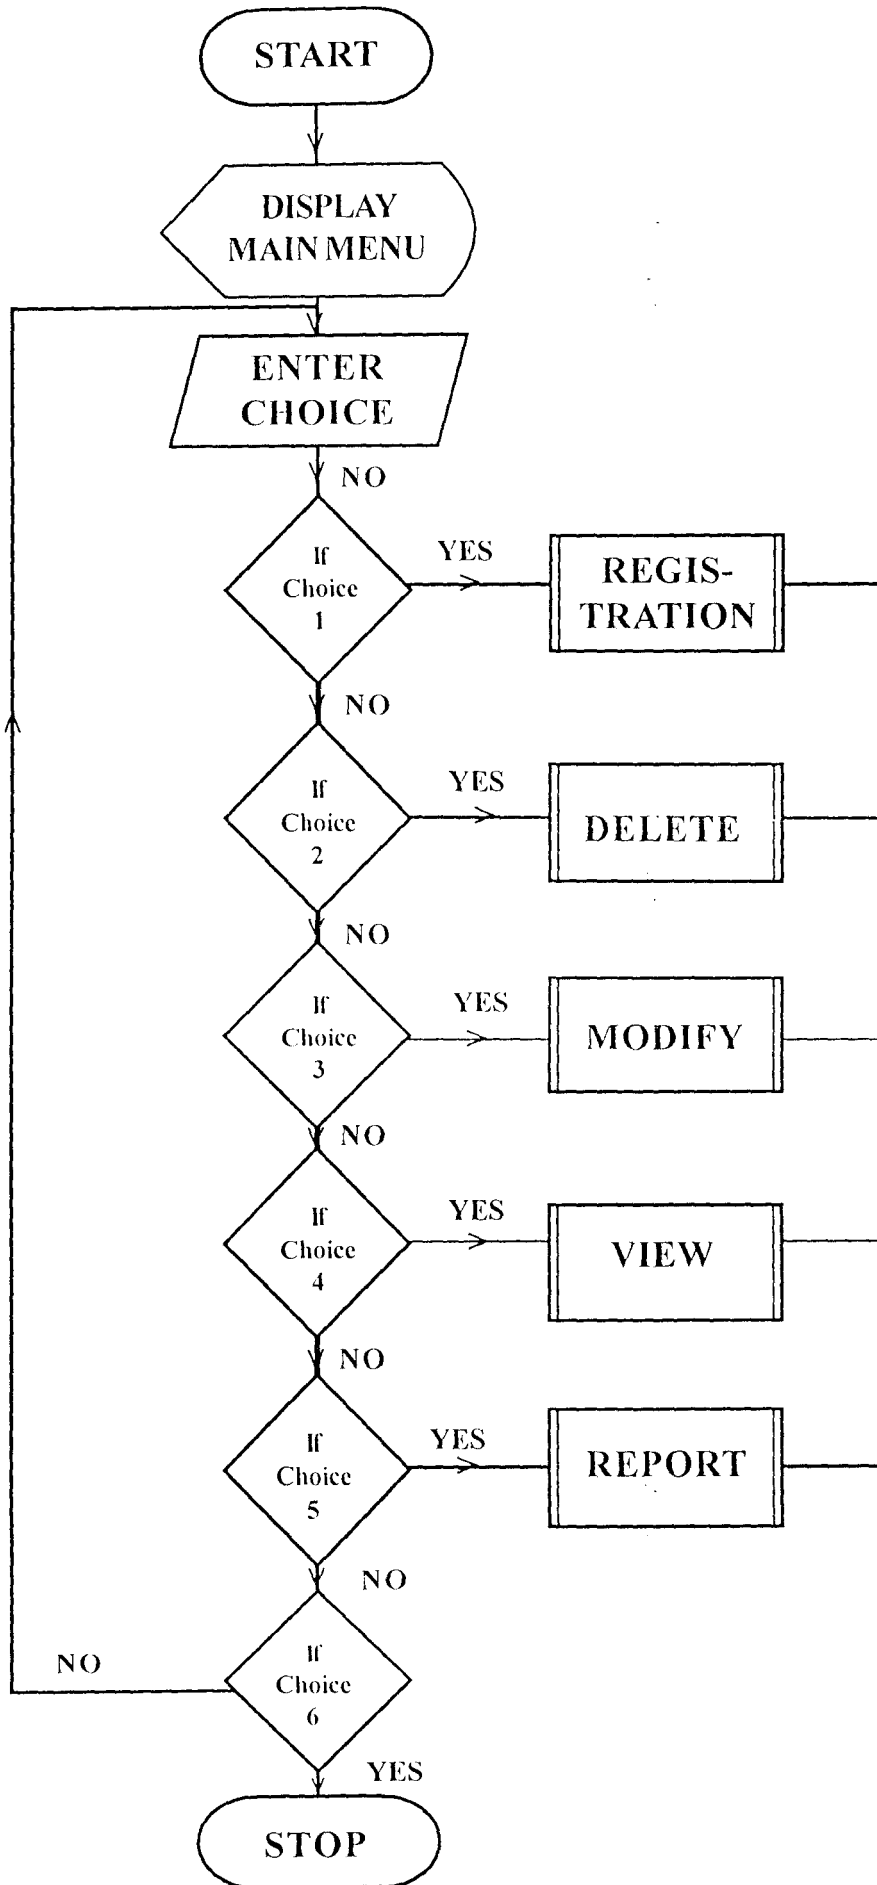 START
DISPLAY
MAIN MENU
ENTER
CHOICE
NO
If
Choice
1
YES
REGIS-
TRATION
NO
If
Choice
2
YES
DELETE
NO
If
Choice
3
YES
MODIFY
NO
If
Choice
4
YES
VIEW
NO
If
Choice
5
YES
REPORT
NO
If
Choice
6
NO
YES
STOP